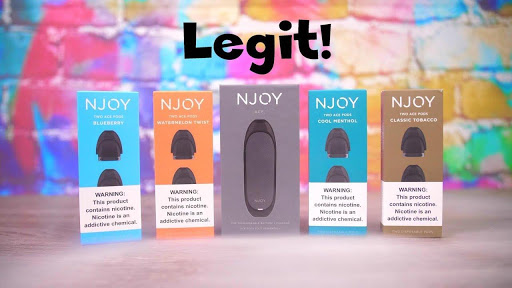 Legit!
NJOY
TWO ACE PODS
BLUEBERRY
WARNING:
This product
contains nicotine.
Nicotine is an
addictive chemical.
NJOY
TWO ACE PODS
WATERMELON TWIST
WARNING:
This product
contains nicotine.
Nicotine is an
addictive chemical.
NJOY
ACE
NJOY
NJOY
TWO ACE PODS
COOL MENTHOL
WARNING:
This product
contains nicotine.
Nicotine is an
addictive chemical.
NJOY
TWO ACE PODS
CLASSIC TOBACCO
WARNING:
This product
contains nicotine.
Nicotine is an
addictive chemical.